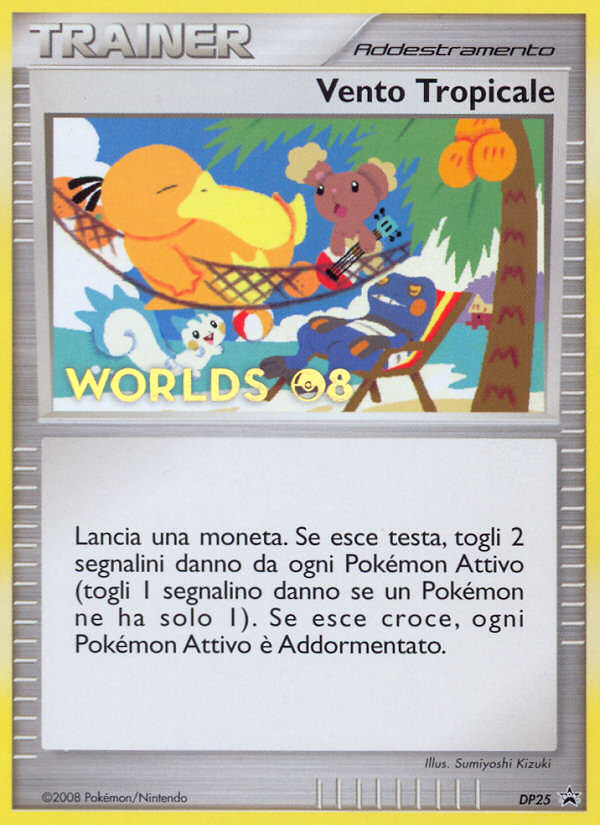 TRAINER
Addestramento
Vento Tropicale
WORLDS 08
Lancia una moneta. Se esce testa, togli 2
segnalini danno da ogni Pokémon Attivo
(togli 1 segnalino danno se un Pokémon
ne ha solo 1). Se esce croce, ogni
Pokémon Attivo è Addormentato.
Illus. Sumiyoshi Kizuki
©2008 Pokémon/Nintendo
DP25